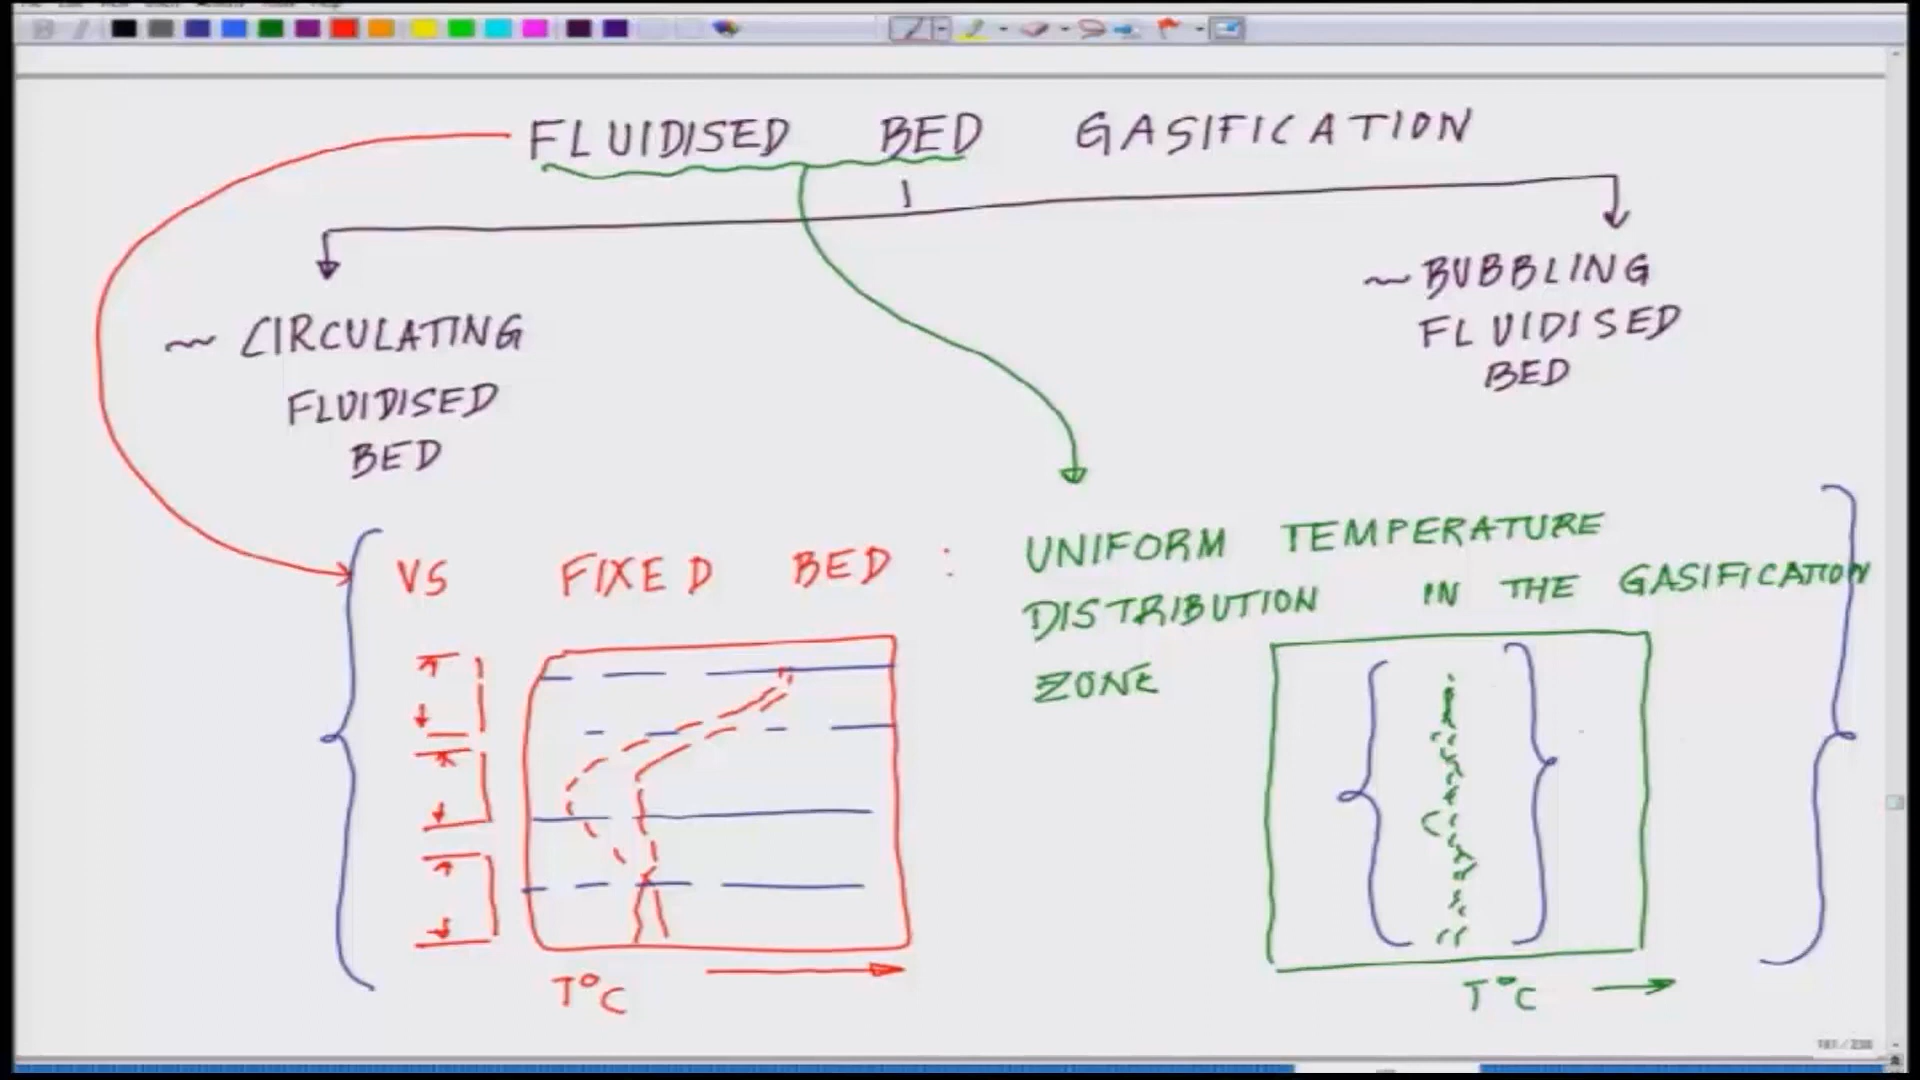 FLUIDISED BED GASIFICATION
~ CIRCULATING
FLUIDISED
BED
~ BUBBLING
FLUIDISED
BED
VS FIXED BED :
UNIFORM TEMPERATURE
DISTRIBUTION IN THE GASIFICATION
ZONE
T°C
T°C